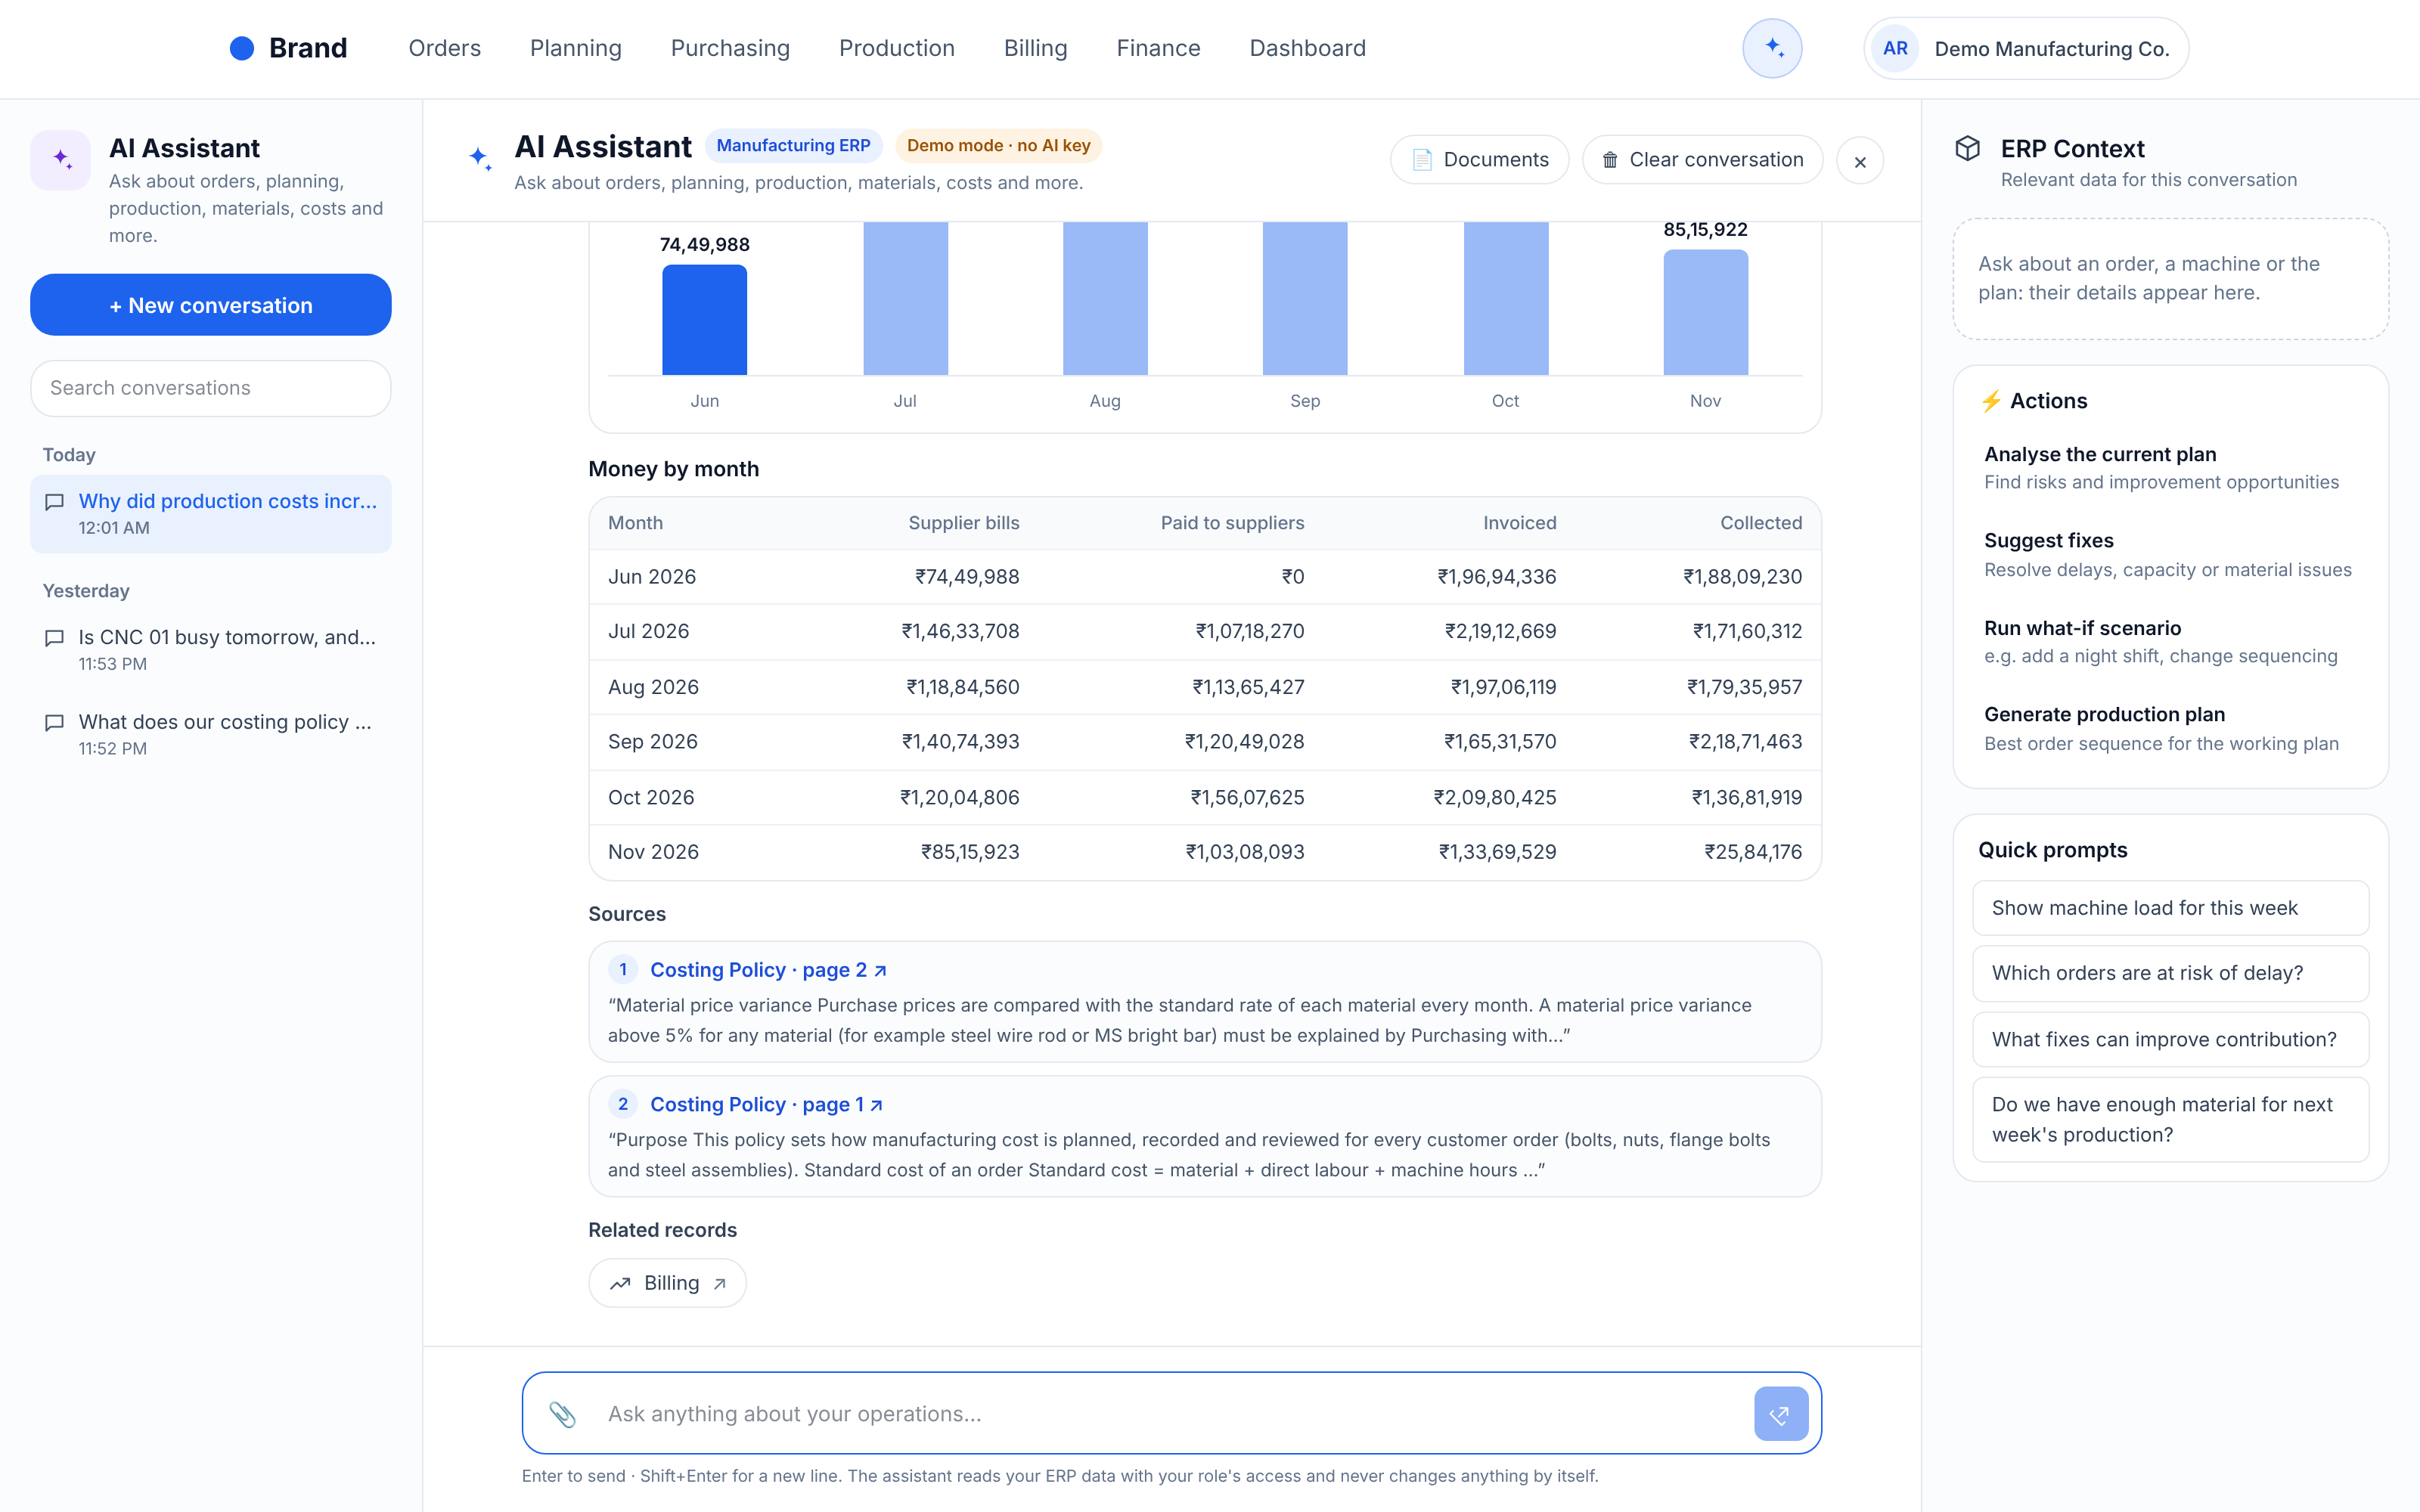 Brand
Orders
Planning
Purchasing
Production
Billing
Finance
Dashboard
AR
Demo Manufacturing Co.
AI Assistant
Ask about orders, planning,
production, materials, costs and
more.
+ New conversation
Search conversations
Today
Why did production costs incr...
12:01 AM
Yesterday
Is CNC 01 busy tomorrow, and...
11:53 PM
What does our costing policy ...
11:52 PM
AI Assistant
Manufacturing ERP
Demo mode · no AI key
Ask about orders, planning, production, materials, costs and more.
Documents
Clear conversation
×
74,49,988
85,15,922
Jun
Jul
Aug
Sep
Oct
Nov
Money by month
Month Supplier bills Paid to suppliers Invoiced Collected
Jun 2026 ₹74,49,988 ₹0 ₹1,96,94,336 ₹1,88,09,230
Jul 2026 ₹1,46,33,708 ₹1,07,18,270 ₹2,19,12,669 ₹1,71,60,312
Aug 2026 ₹1,18,84,560 ₹1,13,65,427 ₹1,97,06,119 ₹1,79,35,957
Sep 2026 ₹1,40,74,393 ₹1,20,49,028 ₹1,65,31,570 ₹2,18,71,463
Oct 2026 ₹1,20,04,806 ₹1,56,07,625 ₹2,09,80,425 ₹1,36,81,919
Nov 2026 ₹85,15,923 ₹1,03,08,093 ₹1,33,69,529 ₹25,84,176
Sources
1 Costing Policy · page 2 ↗
“Material price variance Purchase prices are compared with the standard rate of each material every month. A material price variance
above 5% for any material (for example steel wire rod or MS bright bar) must be explained by Purchasing with...”
2 Costing Policy · page 1 ↗
“Purpose This policy sets how manufacturing cost is planned, recorded and reviewed for every customer order (bolts, nuts, flange bolts
and steel assemblies). Standard cost of an order Standard cost = material + direct labour + machine hours ...”
Related records
Billing ↗
Ask anything about your operations...
Enter to send · Shift+Enter for a new line. The assistant reads your ERP data with your role's access and never changes anything by itself.
ERP Context
Relevant data for this conversation
Ask about an order, a machine or the
plan: their details appear here.
⚡ Actions
Analyse the current plan
Find risks and improvement opportunities
Suggest fixes
Resolve delays, capacity or material issues
Run what-if scenario
e.g. add a night shift, change sequencing
Generate production plan
Best order sequence for the working plan
Quick prompts
Show machine load for this week
Which orders are at risk of delay?
What fixes can improve contribution?
Do we have enough material for next
week's production?